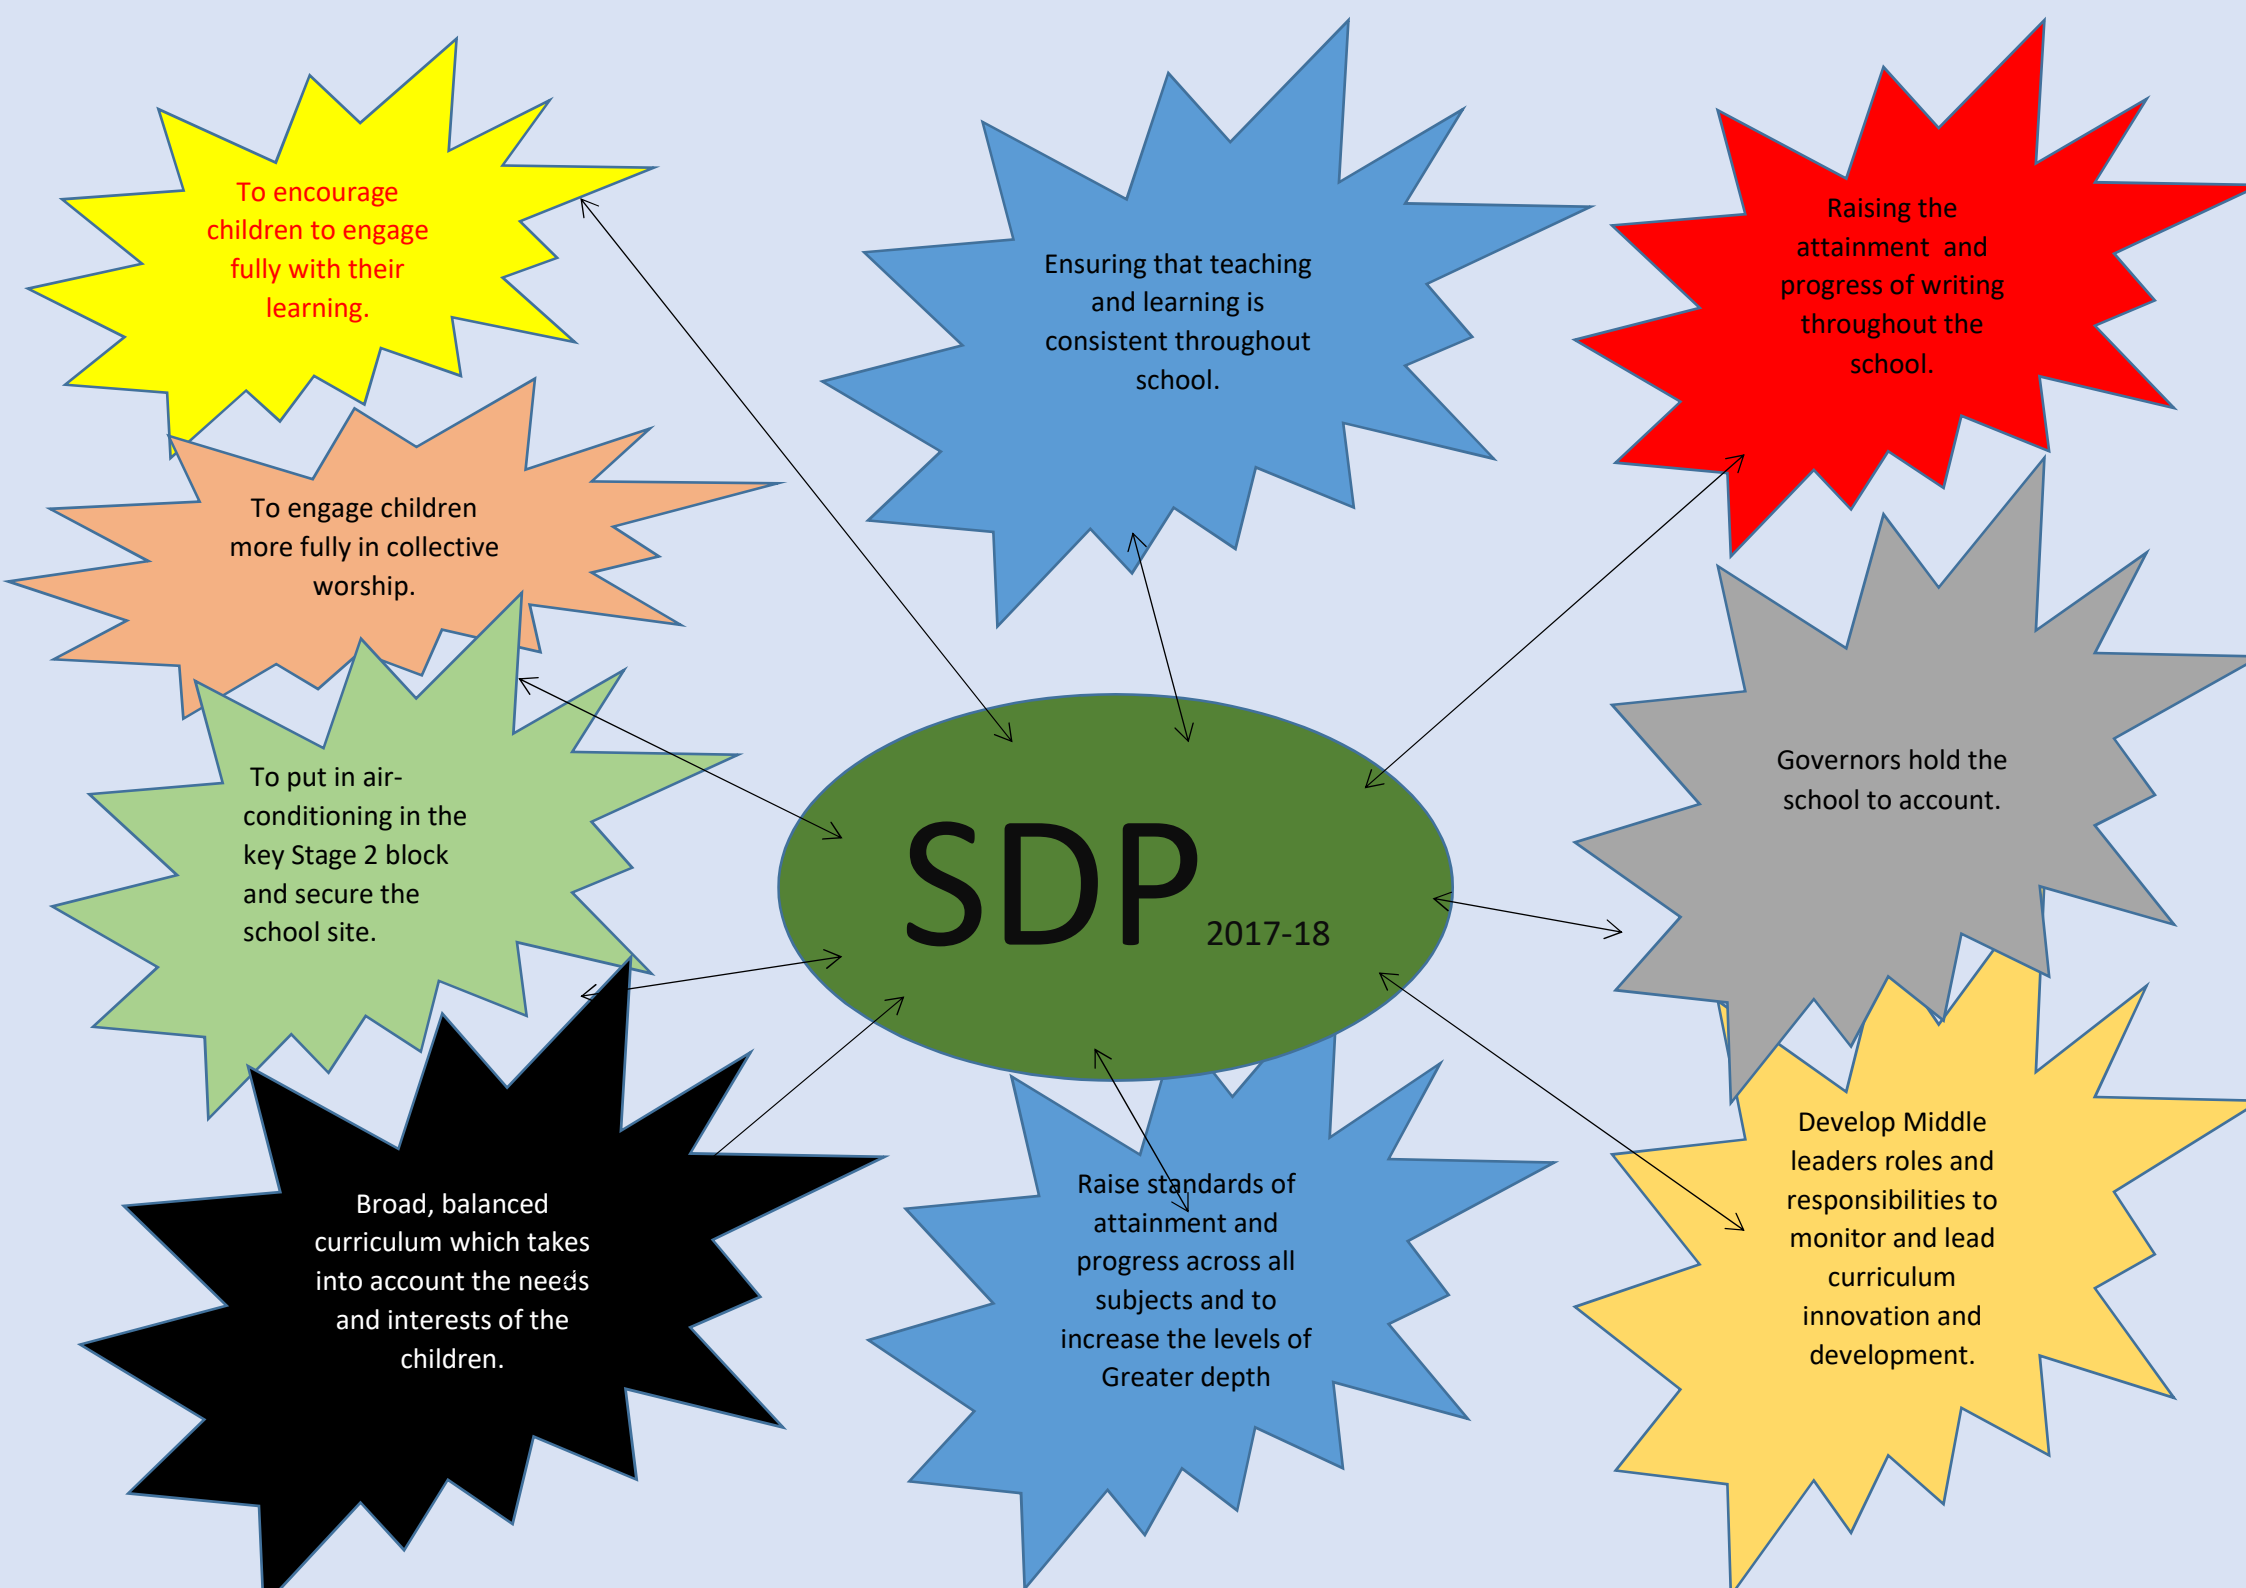 To encourage
children to engage
fully with their
learning.
Ensuring that teaching
and learning is
consistent throughout
school.
Raising the
attainment  and
progress of writing
throughout the
school.
To engage children
more fully in collective
worship.
To put in air-
conditioning in the
key Stage 2 block
and secure the
school site.
SDP 2017-18
Governors hold the
school to account.
Broad, balanced
curriculum which takes
into account the needs
and interests of the
children.
Raise standards of
attainment and
progress across all
subjects and to
increase the levels of
Greater depth
Develop Middle
leaders roles and
responsibilities to
monitor and lead
curriculum
innovation and
development.